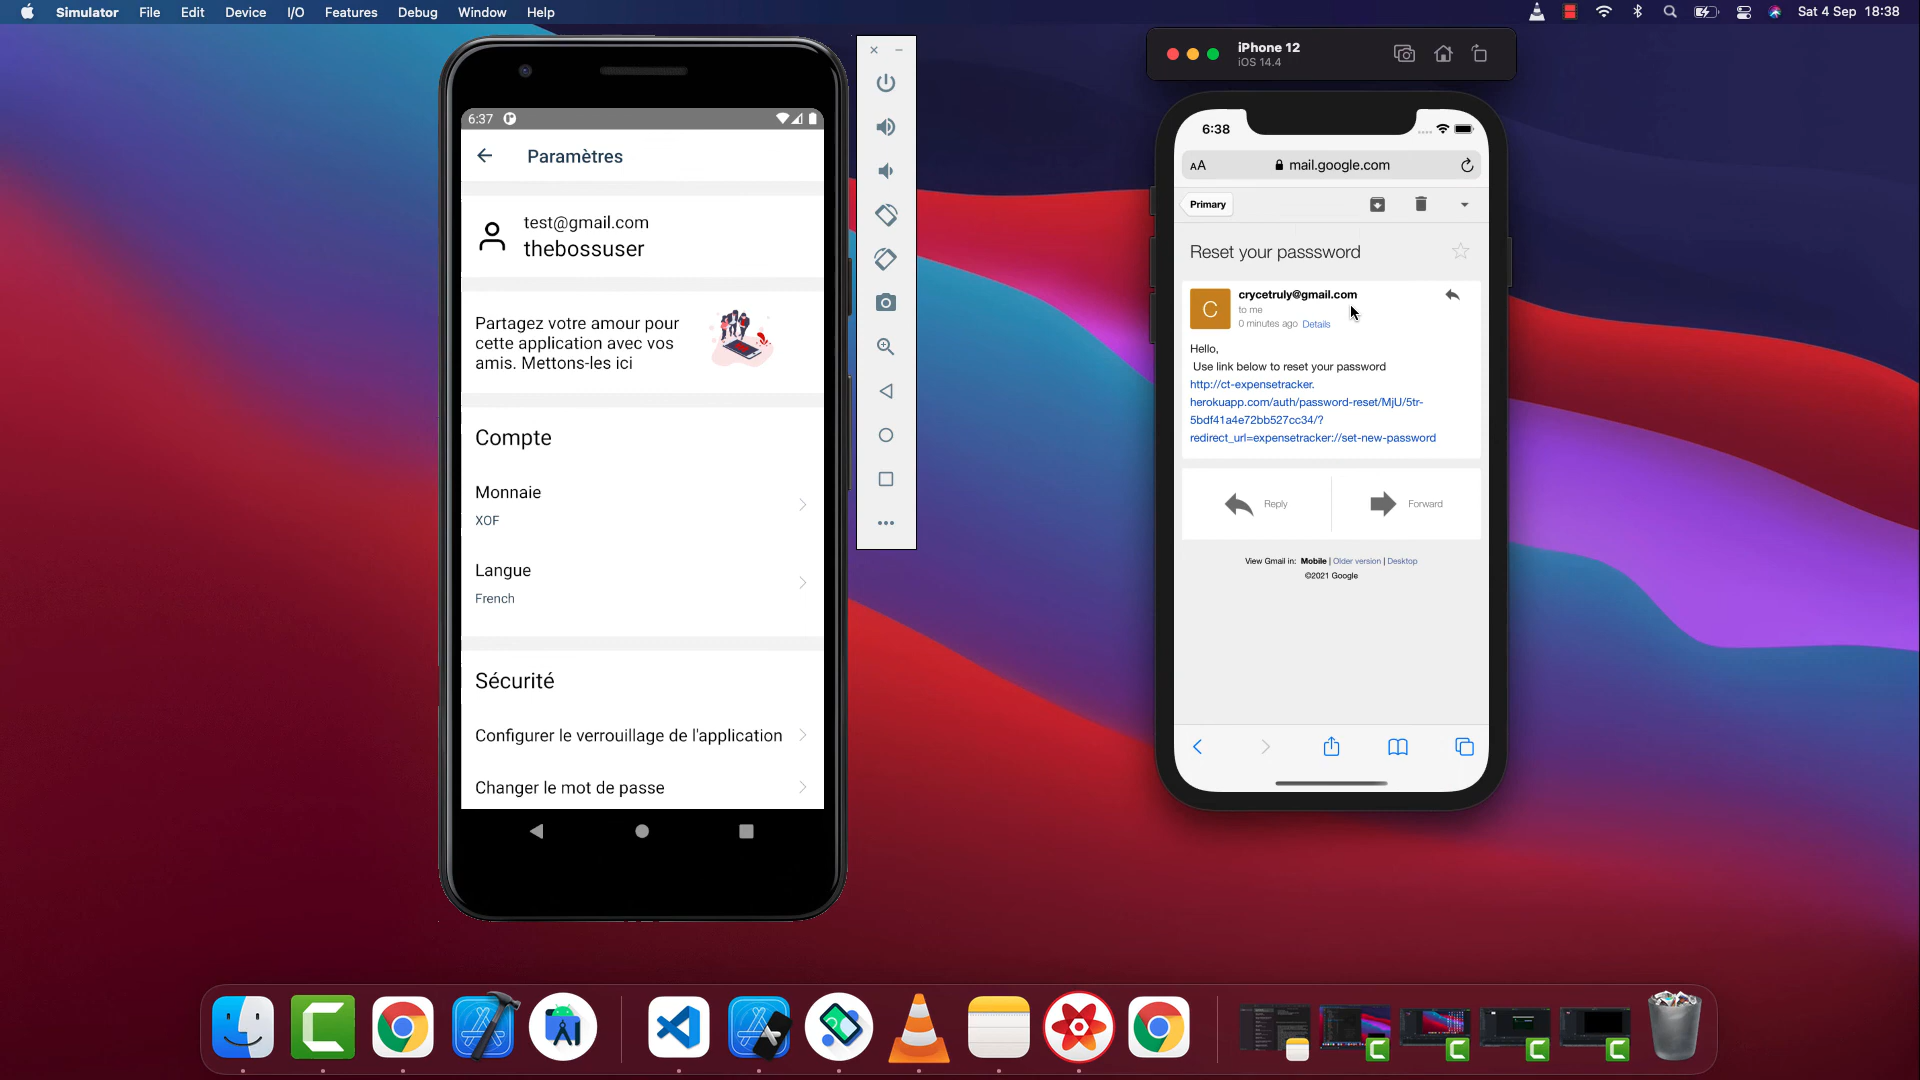 Simulator File Edit View Device I/O Features Debug Window Help
Sat 4 Sep 18:38
6:37
Paramètres
test@gmail.com
thebossuser
Partagez votre amour pour
cette application avec vos
amis. Mettons-les ici
Compte
Monnaie
XOF
Langue
French
Sécurité
Configurer le verrouillage de l'application
Changer le mot de passe
iPhone 12
iOS 14.4
6:38
AA
mail.google.com
Primary
Reset your passsword
C
crycetruly@gmail.com
to me
0 minutes ago Details
Hello,
Use link below to reset your password
http://ct-expensetracker.
herokuapp.com/auth/password-reset/MjU/5tr-
5bdf41a4e72bb527cc34/?
redirect_url=expensetracker://set-new-password
Reply
Forward
View Gmail in: Mobile | Older version | Desktop
©2021 Google